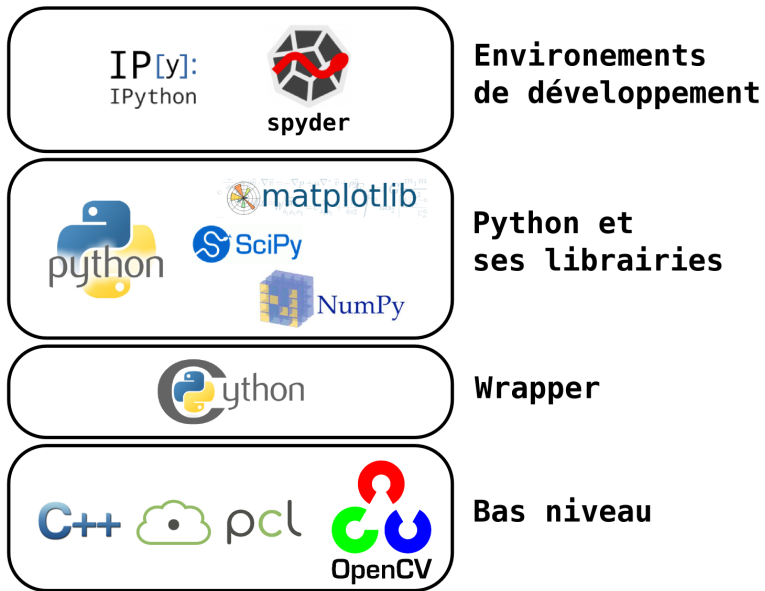 IP[y]:
IPython
spyder
Environements
de développement
python
matplotlib
SciPy
NumPy
Python et
ses librairies
Cython
Wrapper
C++
pcl
OpenCV
Bas niveau